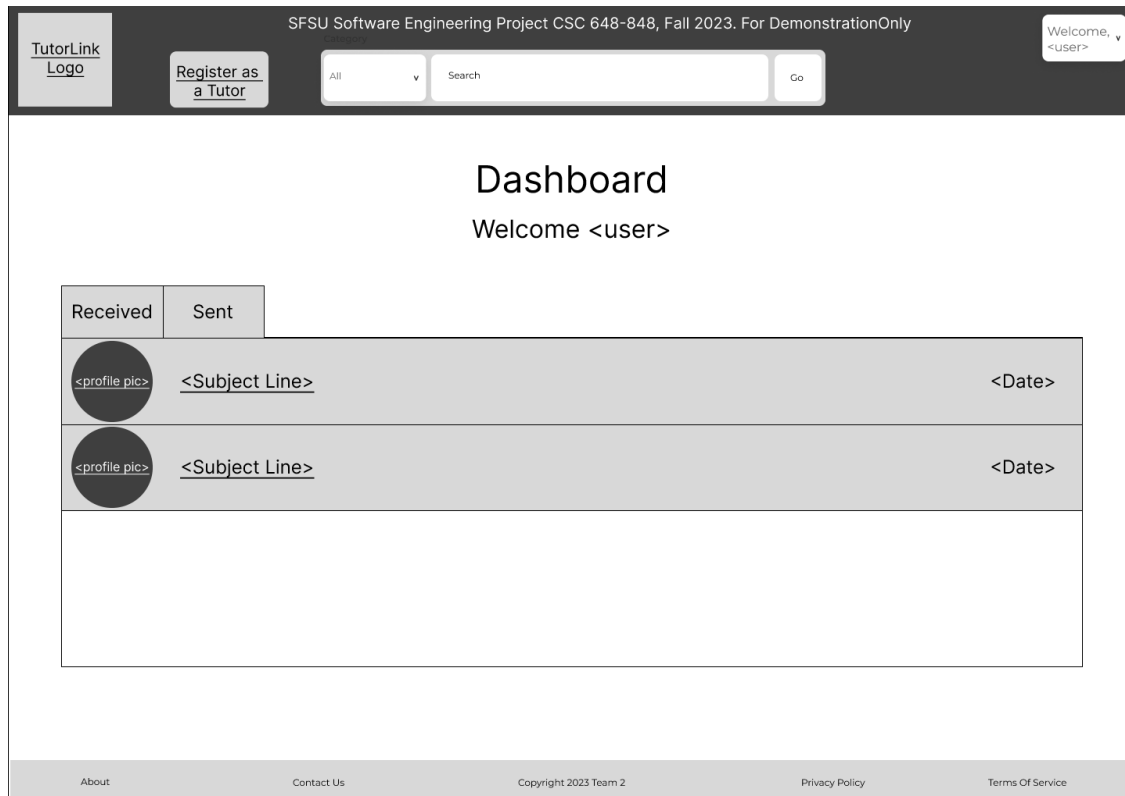 SFSU Software Engineering Project CSC 648-848, Fall 2023. For DemonstrationOnly
TutorLink
Logo
Register as
a Tutor
Category
All
v
Search
Go
Welcome,
<user>
v
Dashboard
Welcome <user>
Received
Sent
<profile pic>
<Subject Line>
<Date>
<profile pic>
<Subject Line>
<Date>
About
Contact Us
Copyright 2023 Team 2
Privacy Policy
Terms Of Service